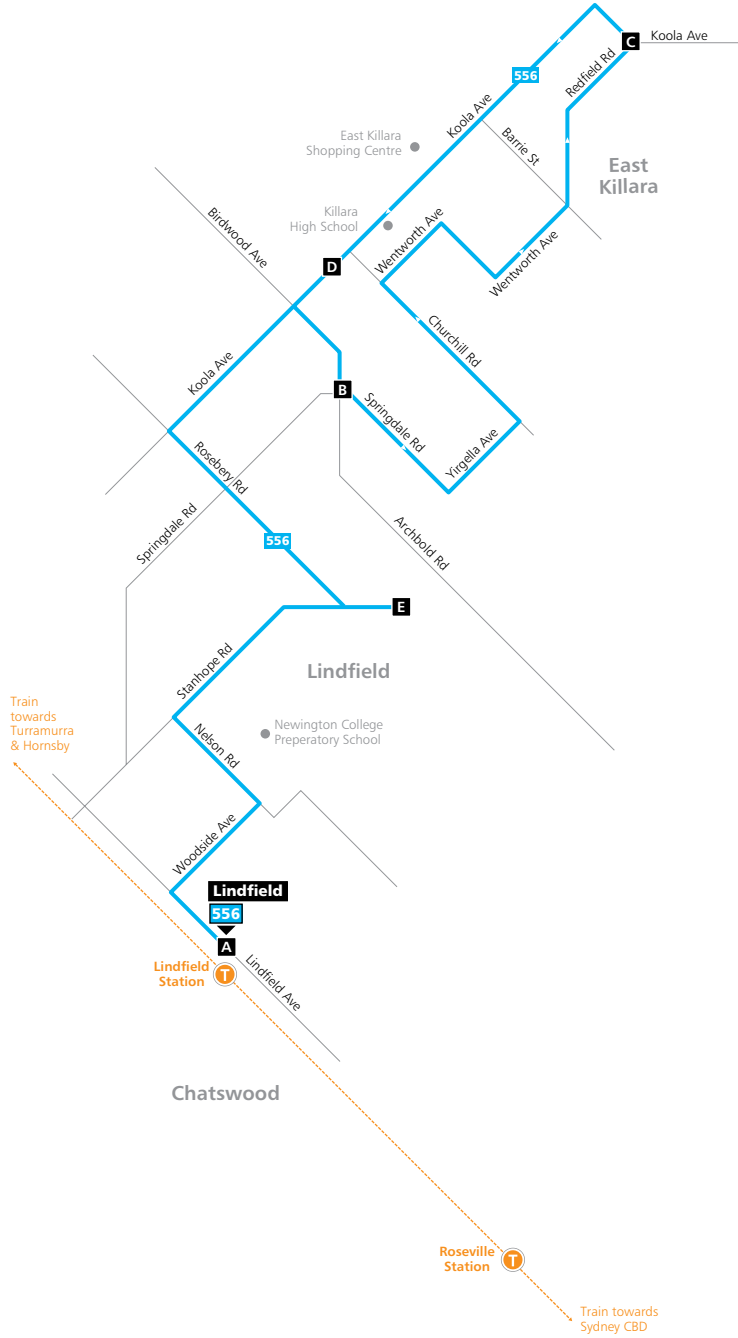 Koola Ave
C
556
Redfield Rd
Koola Ave
East Killara
Shopping Centre
Barrie St
East
Killara
Killara
High School
Birdwood Ave
Wentworth Ave
Wentworth Ave
D
Churchill Rd
Koola Ave
B
Springdale Rd
Yirgella Ave
Rosebery Rd
Springdale Rd
556
Archbold Rd
E
Stanhope Rd
Lindfield
Train
towards
Turramurra
& Hornsby
Nelson Rd
Newington College
Preperatory School
Woodside Ave
Lindfield
556
A
Lindfield
Station
T
Lindfield Ave
Chatswood
Roseville
Station
T
Train towards
Sydney CBD